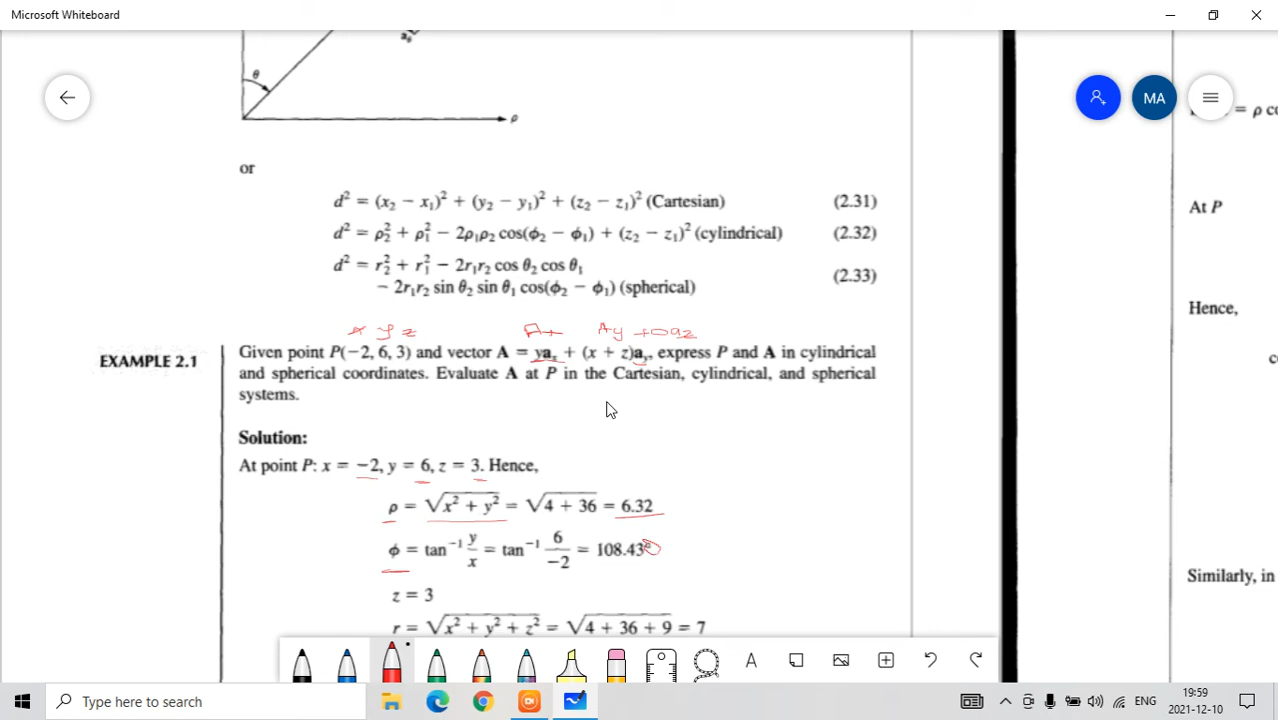 Microsoft Whiteboard
θ
ρ
MA
= ρ co
or
d² = (x₂ − x₁)² + (y₂ − y₁)² + (z₂ − z₁)² (Cartesian) (2.31)
d² = ρ₂² + ρ₁² − 2ρ₁ρ₂ cos(ϕ₂ − ϕ₁) + (z₂ − z₁)² (cylindrical) (2.32)
d² = r₂² + r₁² − 2r₁r₂ cos θ₂ cos θ₁
− 2r₁r₂ sin θ₂ sin θ₁ cos(ϕ₂ − ϕ₁) (spherical) (2.33)
At P
Hence,
y z Ay +0az
EXAMPLE 2.1
Given point P(−2, 6, 3) and vector A = yaₓ + (x + z)aᵧ, express P and A in cylindrical
and spherical coordinates. Evaluate A at P in the Cartesian, cylindrical, and spherical
systems.
Solution:
At point P: x = −2, y = 6, z = 3. Hence,
ρ = √x² + y² = √4 + 36 = 6.32
ϕ = tan⁻¹ y/x = tan⁻¹ 6/−2 = 108.43°
z = 3
r = √x² + y² + z² = √4 + 36 + 9 = 7
Similarly, in
A
Type here to search
ENG
19:59
2021-12-10